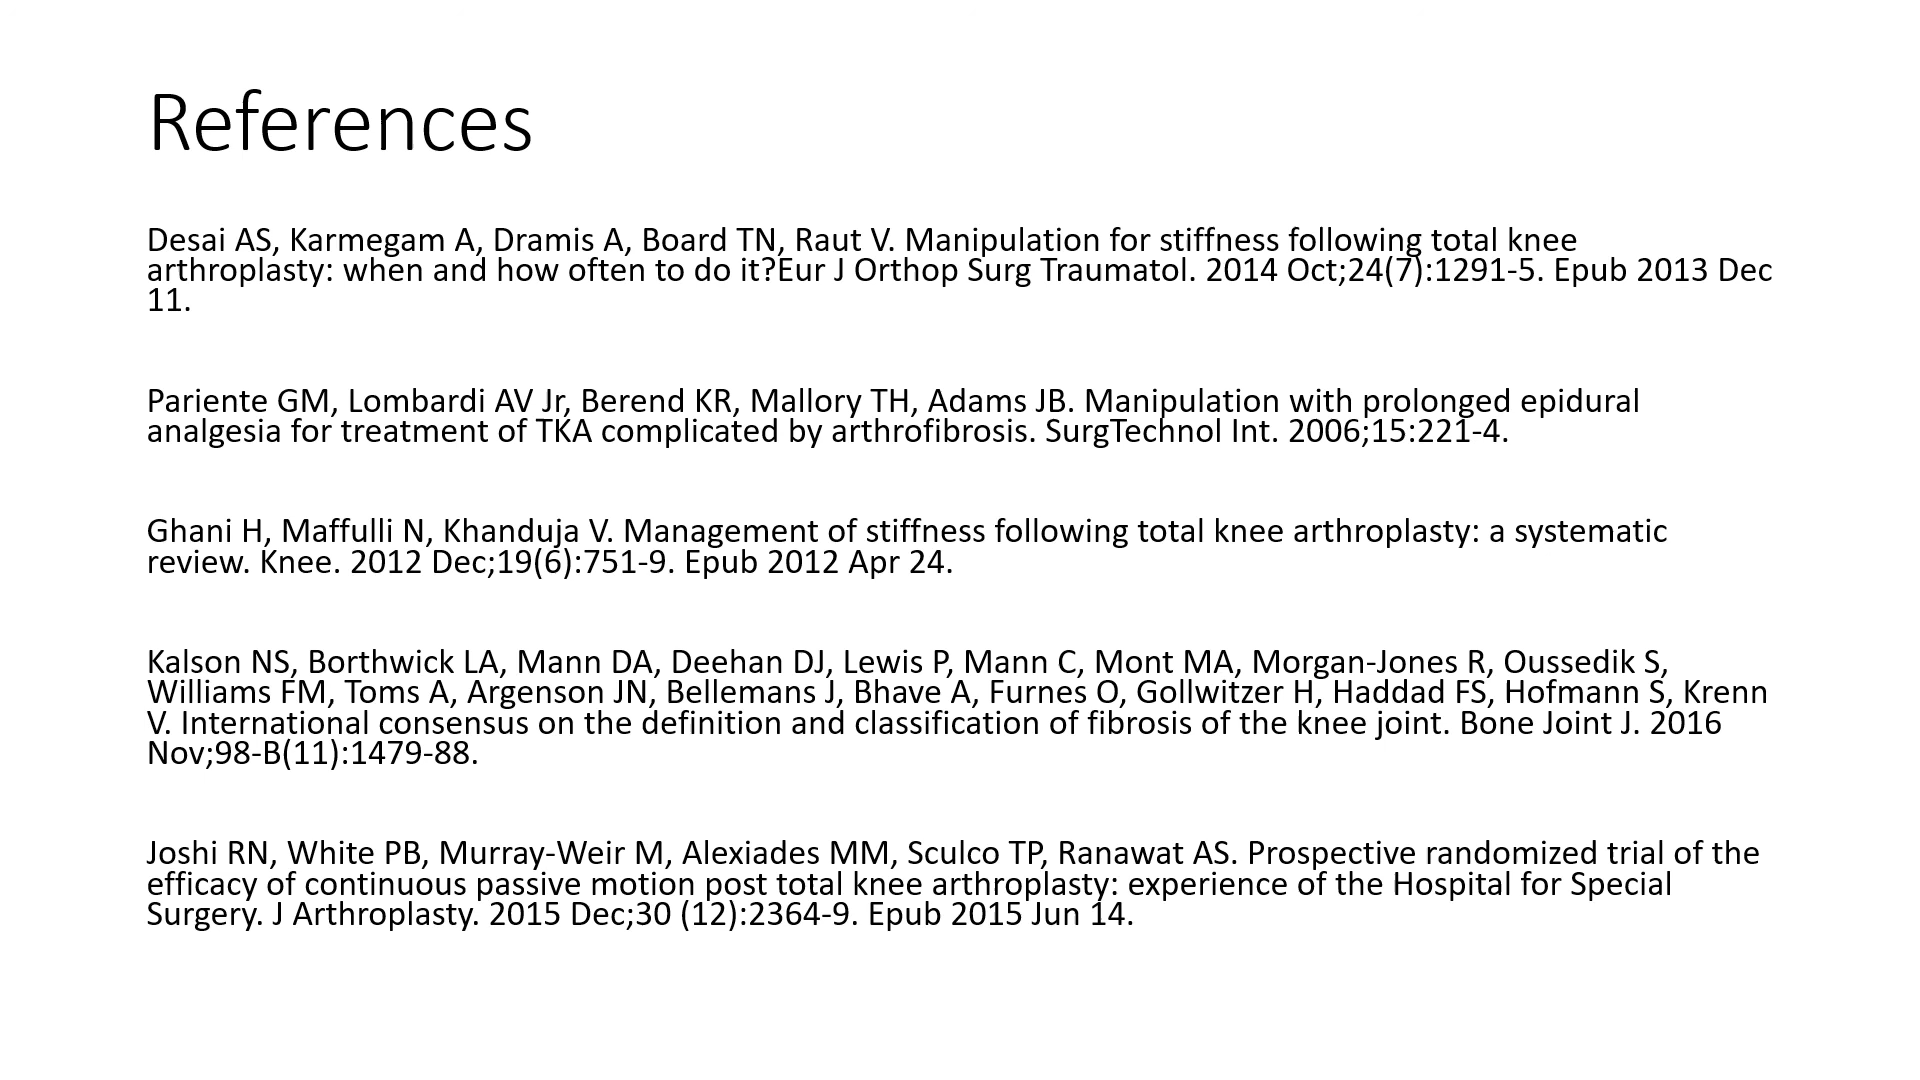 References
Desai AS, Karmegam A, Dramis A, Board TN, Raut V. Manipulation for stiffness following total knee
arthroplasty: when and how often to do it?Eur J Orthop Surg Traumatol. 2014 Oct;24(7):1291-5. Epub 2013 Dec
11.
Pariente GM, Lombardi AV Jr, Berend KR, Mallory TH, Adams JB. Manipulation with prolonged epidural
analgesia for treatment of TKA complicated by arthrofibrosis. SurgTechnol Int. 2006;15:221-4.
Ghani H, Maffulli N, Khanduja V. Management of stiffness following total knee arthroplasty: a systematic
review. Knee. 2012 Dec;19(6):751-9. Epub 2012 Apr 24.
Kalson NS, Borthwick LA, Mann DA, Deehan DJ, Lewis P, Mann C, Mont MA, Morgan-Jones R, Oussedik S,
Williams FM, Toms A, Argenson JN, Bellemans J, Bhave A, Furnes O, Gollwitzer H, Haddad FS, Hofmann S, Krenn
V. International consensus on the definition and classification of fibrosis of the knee joint. Bone Joint J. 2016
Nov;98-B(11):1479-88.
Joshi RN, White PB, Murray-Weir M, Alexiades MM, Sculco TP, Ranawat AS. Prospective randomized trial of the
efficacy of continuous passive motion post total knee arthroplasty: experience of the Hospital for Special
Surgery. J Arthroplasty. 2015 Dec;30 (12):2364-9. Epub 2015 Jun 14.